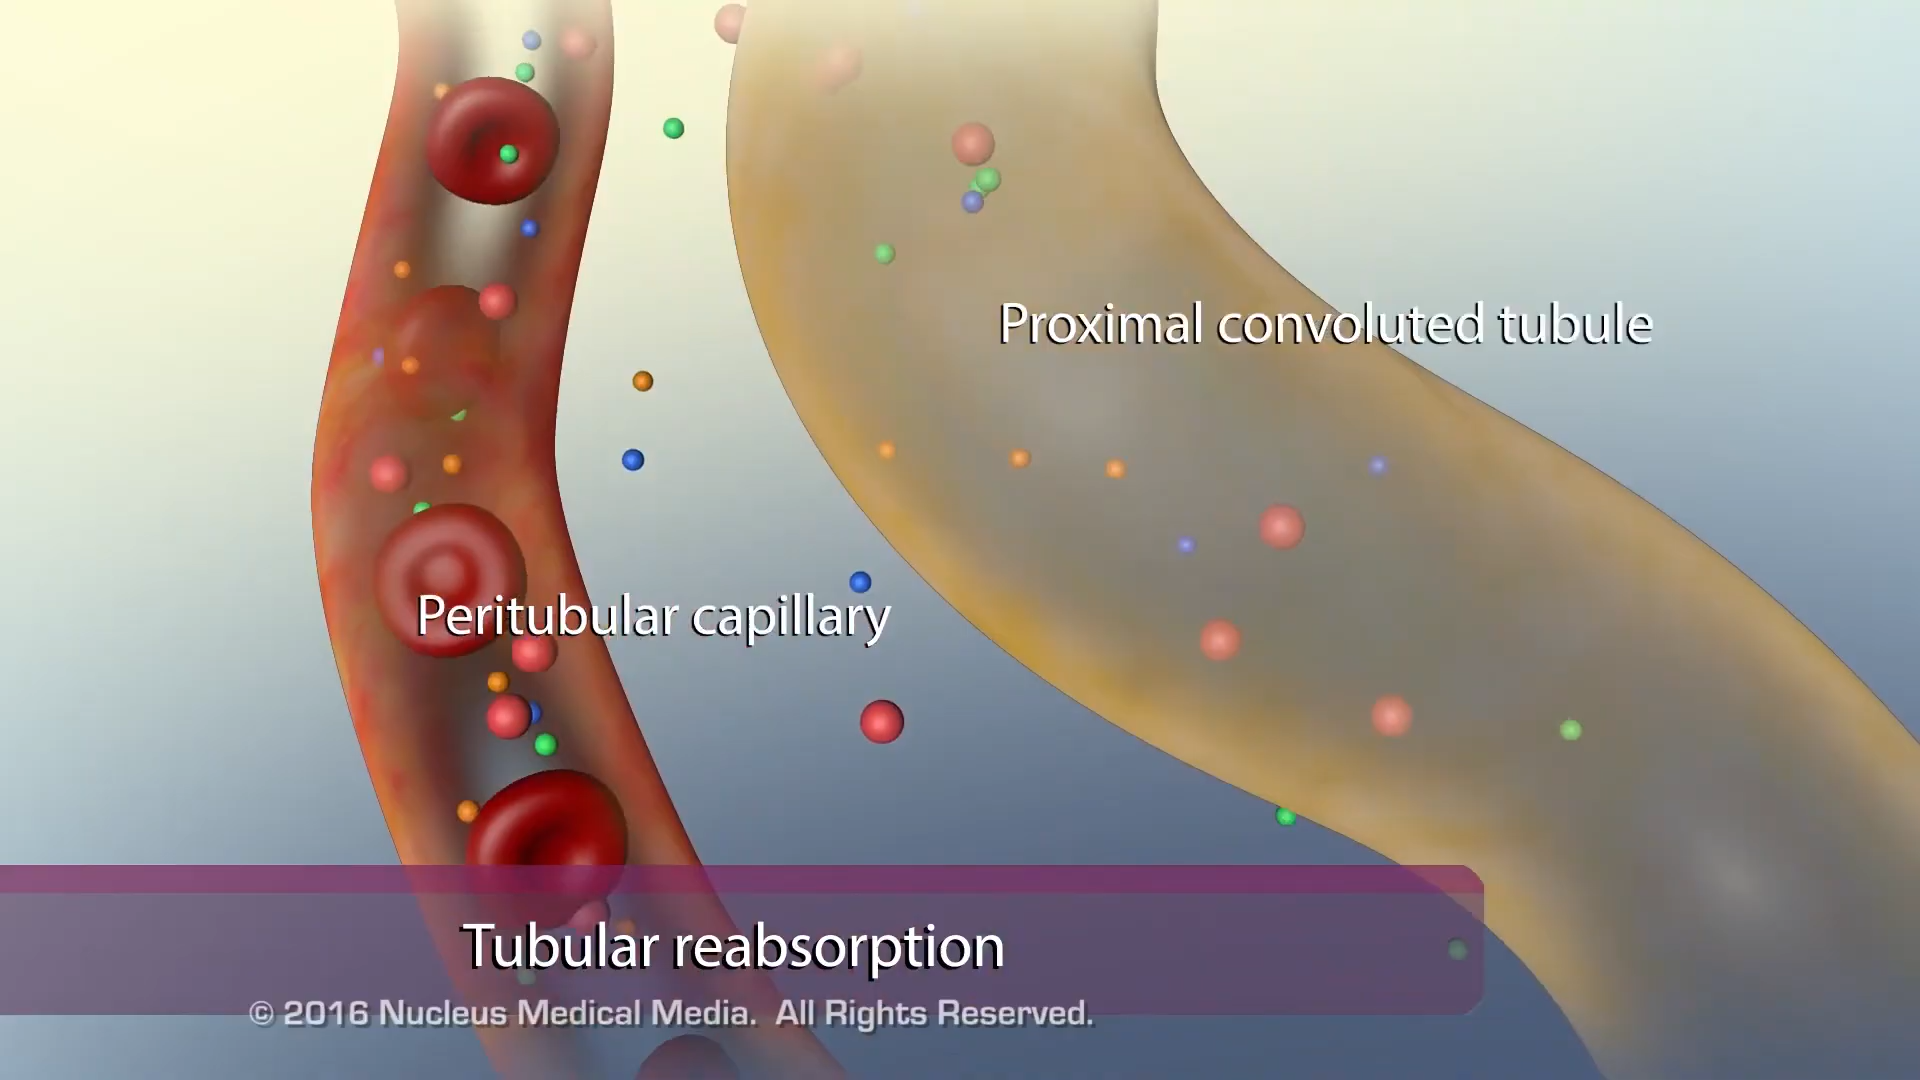 Proximal convoluted tubule
Peritubular capillary
Tubular reabsorption
© 2016 Nucleus Medical Media. All Rights Reserved.